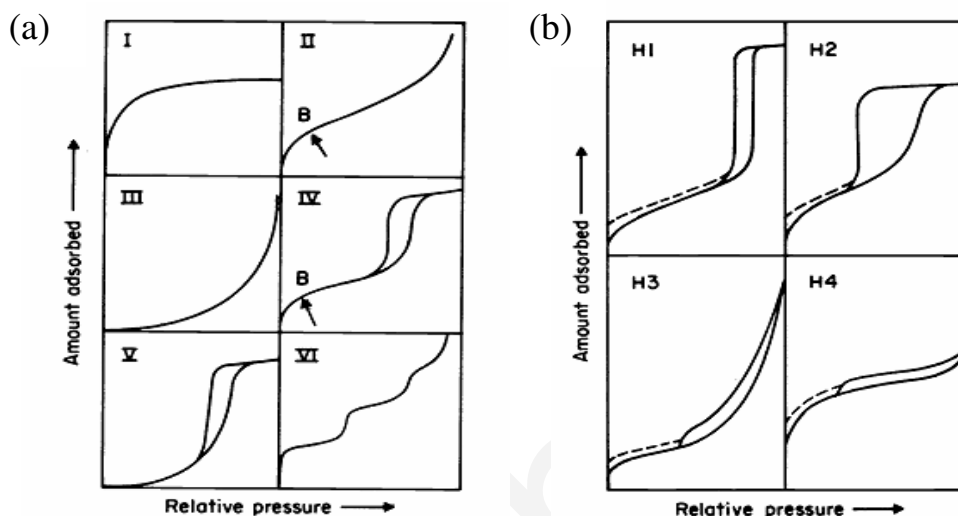 (a)
I
II
B
III
IV
B
V
VI
Amount adsorbed
Relative pressure
(b)
H1
H2
H3
H4
Amount adsorbed
Relative pressure